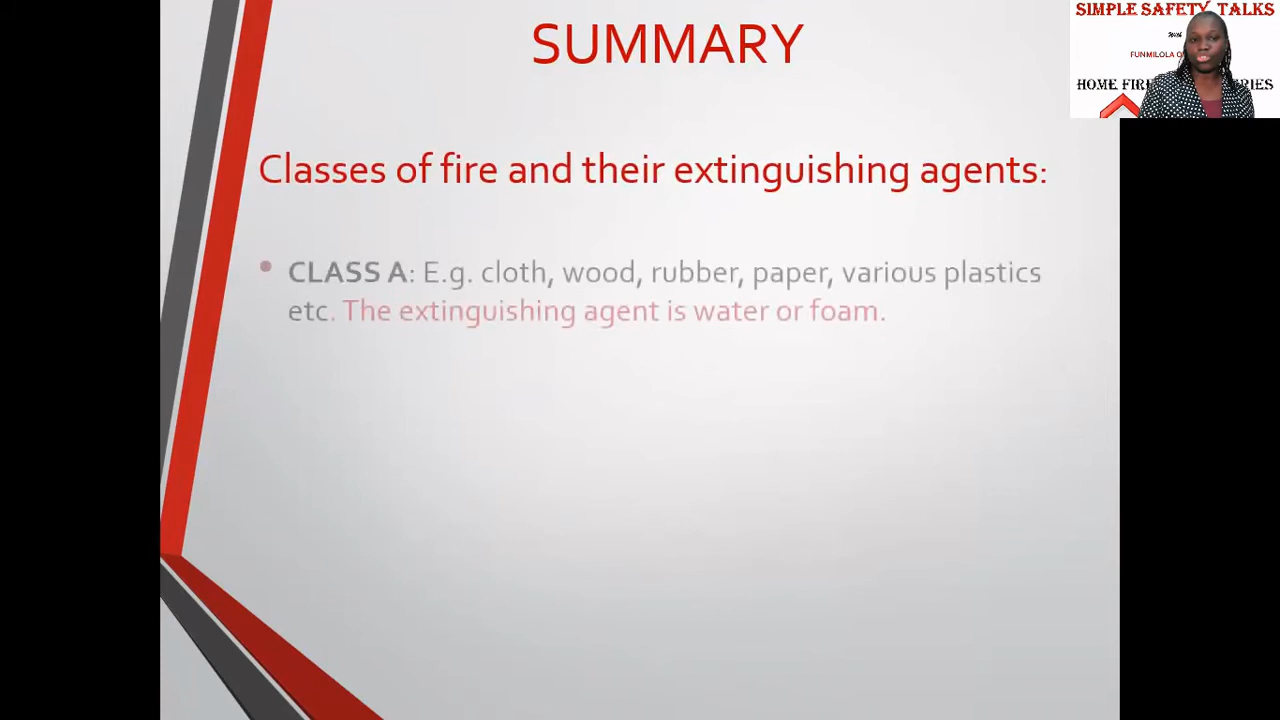 SUMMARY
SIMPLE SAFETY TALKS
With
FUNMILOLA
HOME
Classes of fire and their extinguishing agents:
• CLASS A: E.g. cloth, wood, rubber, paper, various plastics
etc. The extinguishing agent is water or foam.